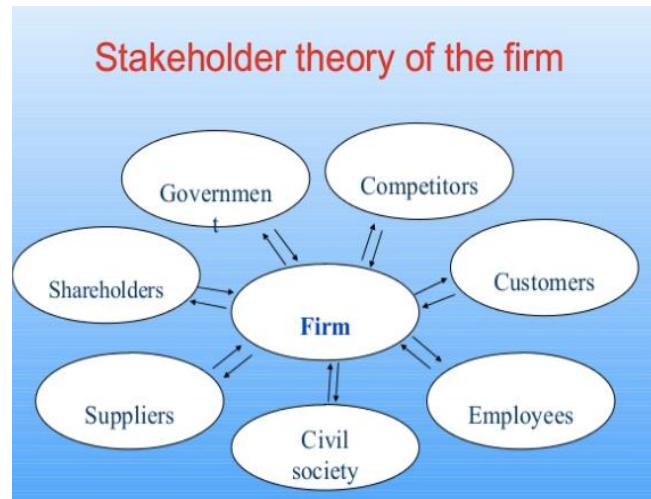 Stakeholder theory of the firm
Governmen
t
Competitors
Shareholders
Customers
Firm
Suppliers
Employees
Civil
society